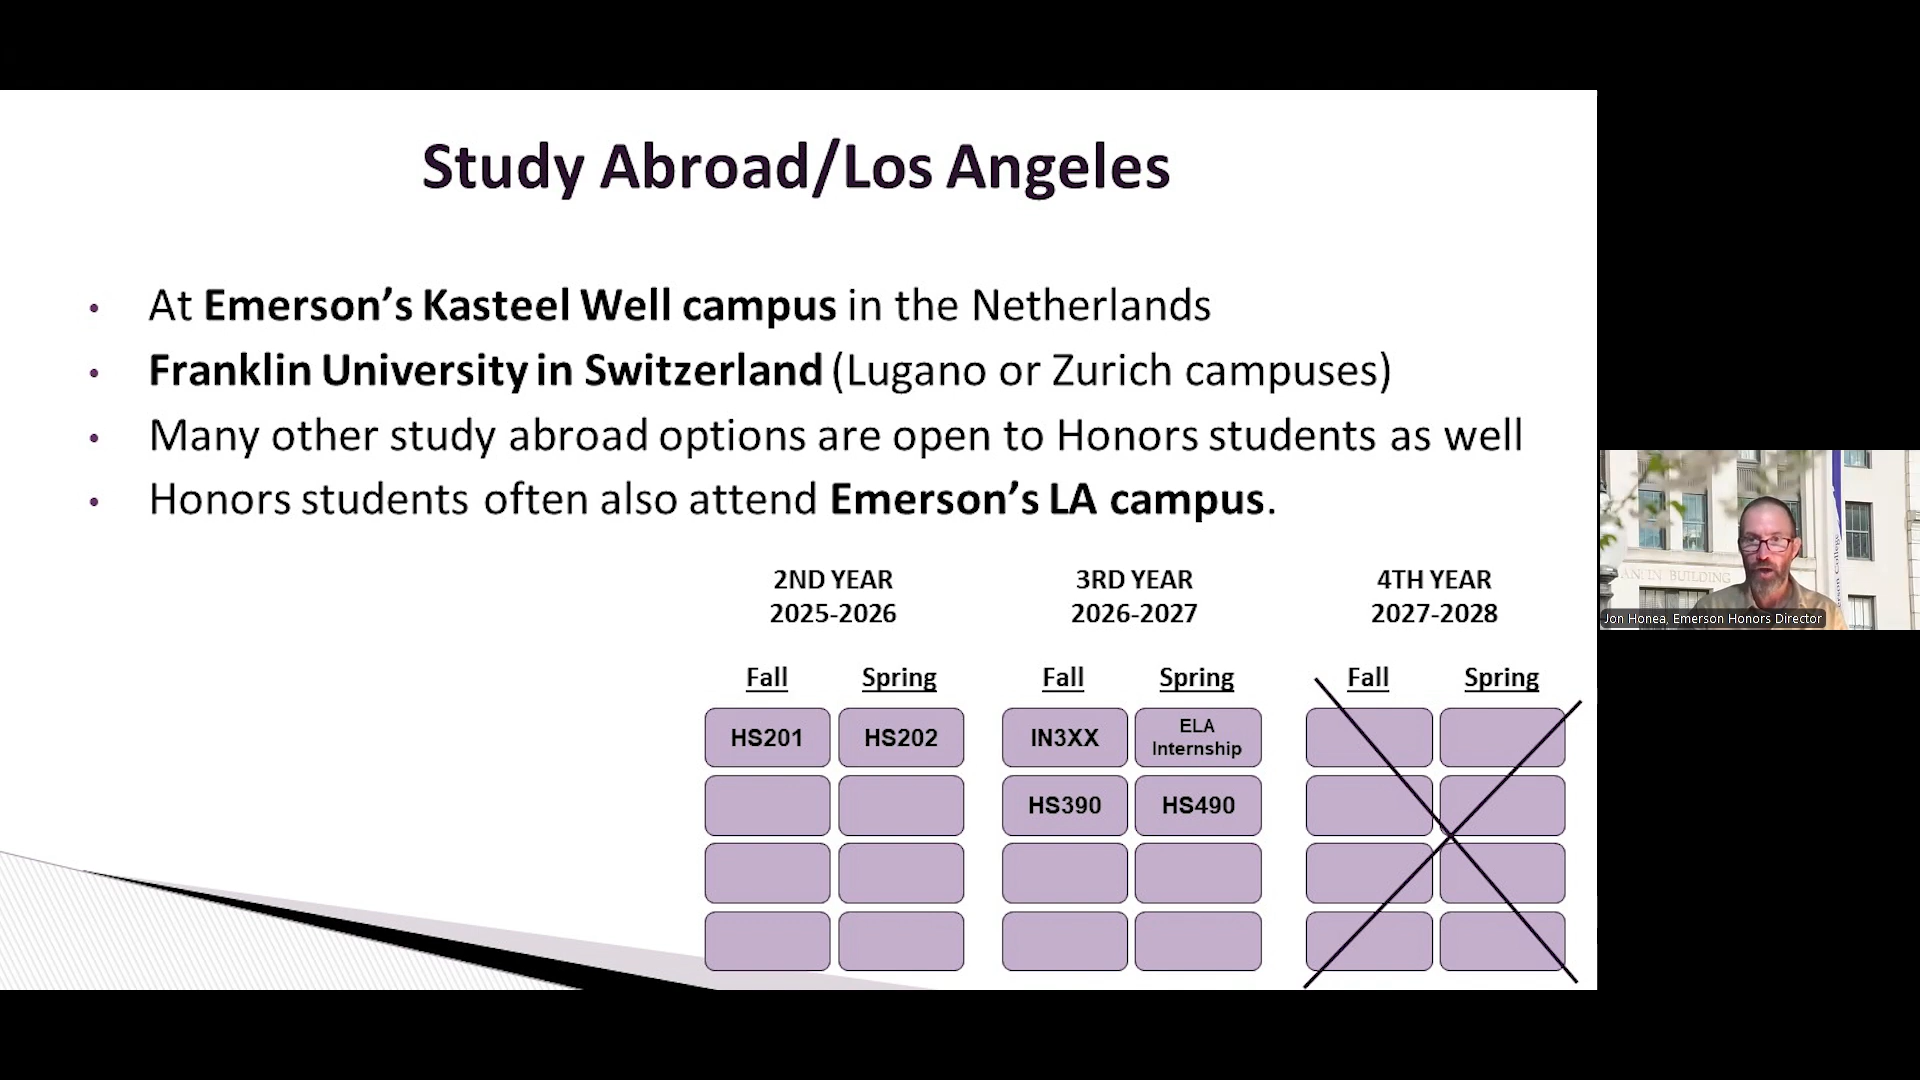 Study Abroad/Los Angeles
• At Emerson's Kasteel Well campus in the Netherlands
• Franklin University in Switzerland (Lugano or Zurich campuses)
• Many other study abroad options are open to Honors students as well
• Honors students often also attend Emerson's LA campus.
2ND YEAR
2025-2026
Fall Spring
HS201 HS202
3RD YEAR
2026-2027
Fall Spring
IN3XX ELA
Internship
HS390 HS490
4TH YEAR
2027-2028
Fall Spring
BUILDING
Jon Honea, Emerson Honors Director